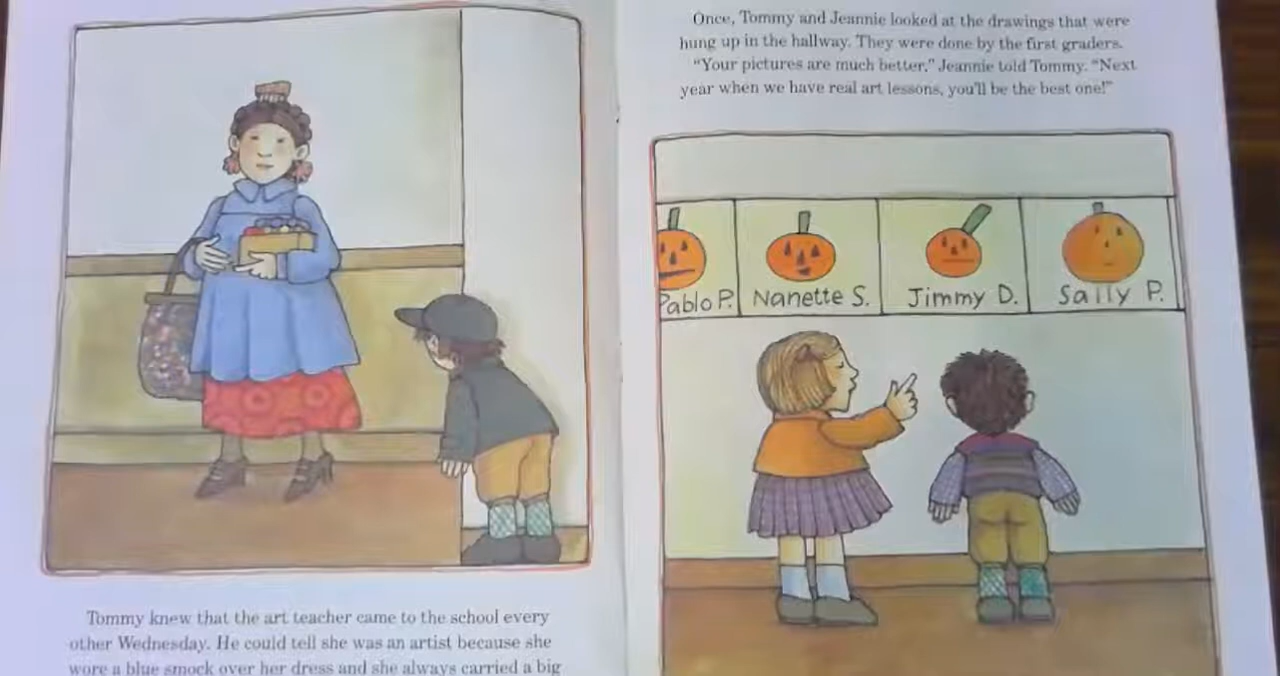 Tommy knew that the art teacher came to the school every
other Wednesday. He could tell she was an artist because she
wore a blue smock over her dress and she always carried a big
Once, Tommy and Jeannie looked at the drawings that were
hung up in the hallway. They were done by the first graders.
“Your pictures are much better,” Jeannie told Tommy. “Next
year when we have real art lessons, you’ll be the best one!”
Pablo P. Nanette S. Jimmy D. Sally P.